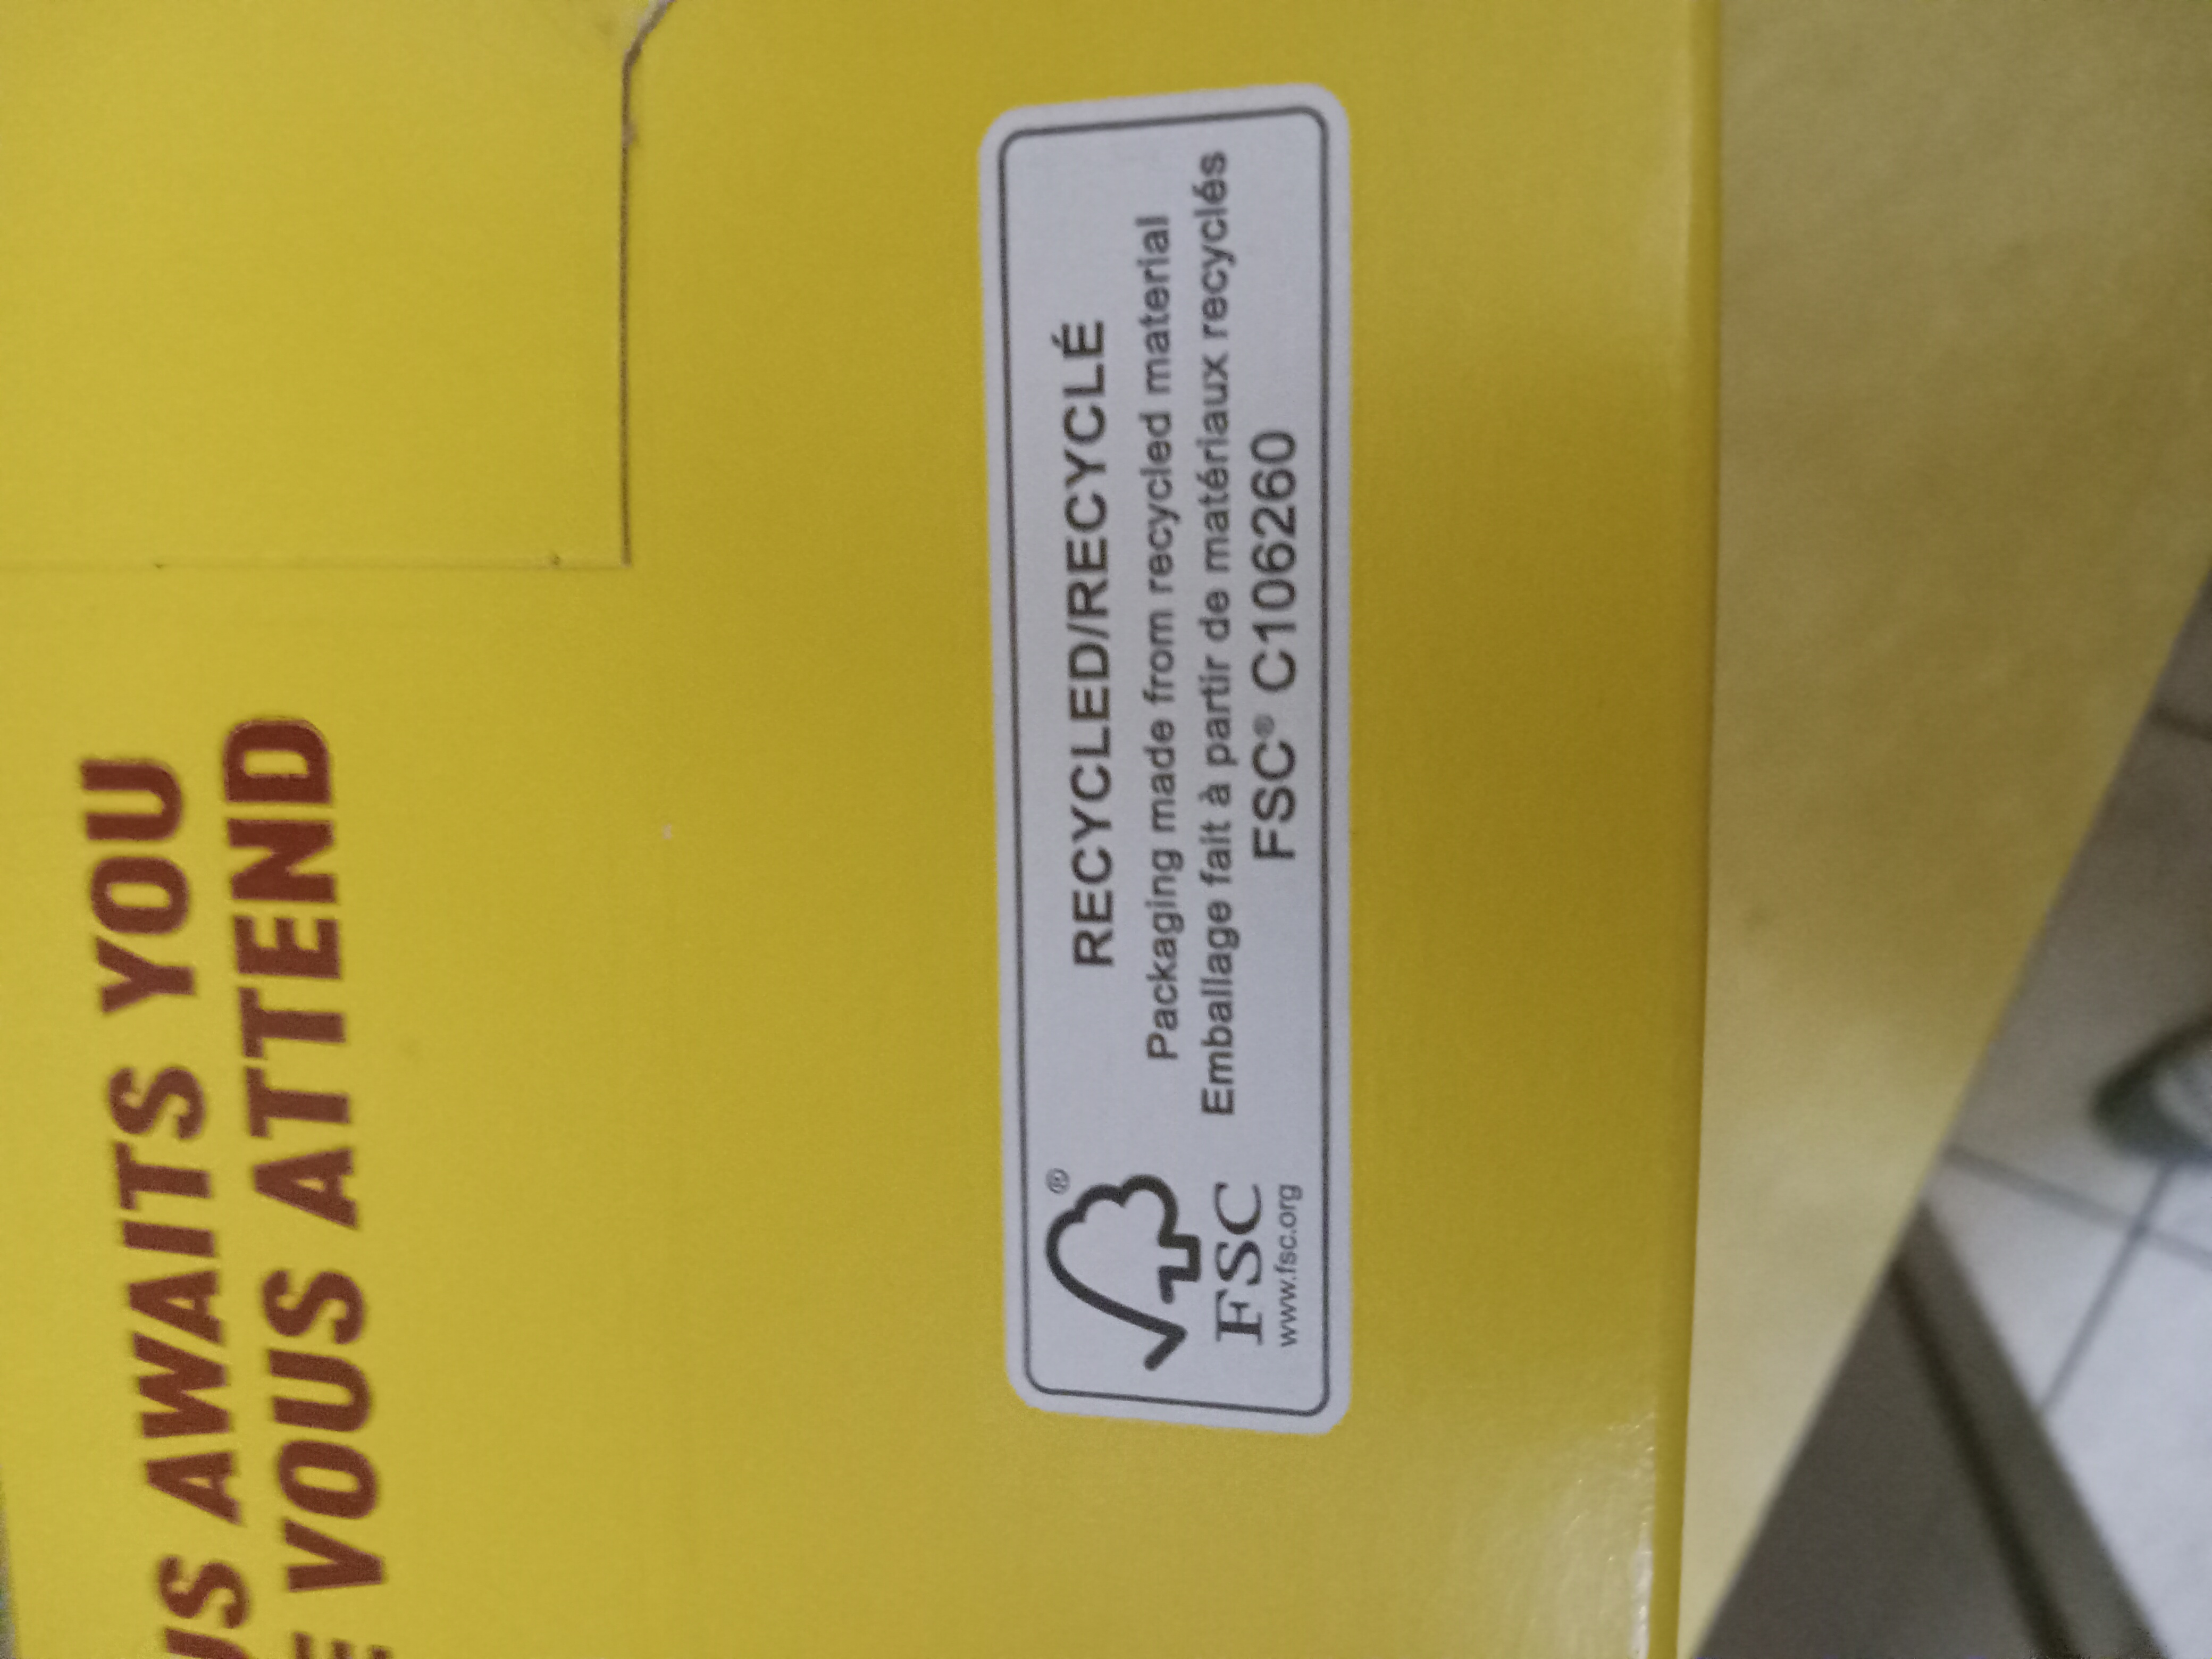 AWAITS YOU
VOUS ATTEND
RECYCLED/RECYCLÉ
Packaging made from recycled material
Emballage fait à partir de matériaux recyclés
FSC® C106260
®
FSC
www.fsc.org